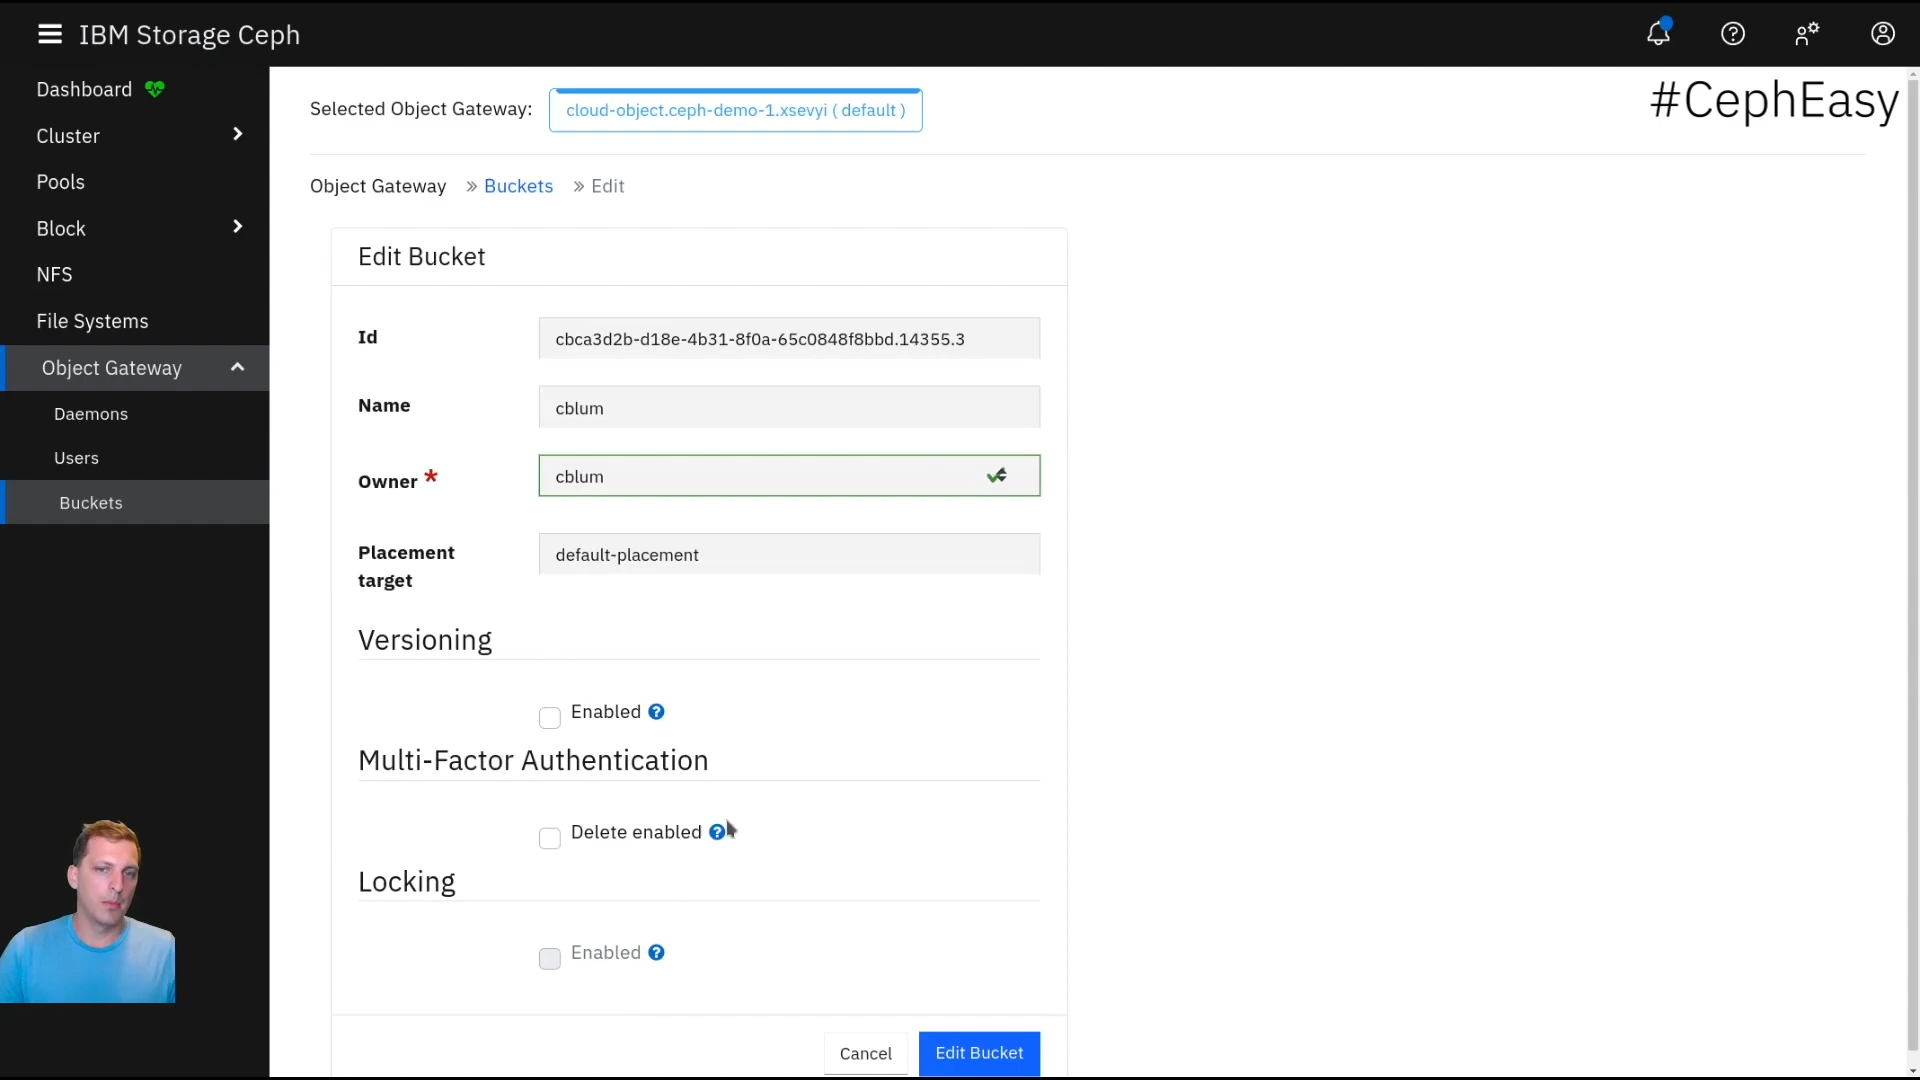 IBM Storage Ceph
Dashboard
Cluster
Pools
Block
NFS
File Systems
Object Gateway
Daemons
Users
Buckets
Selected Object Gateway: cloud-object.ceph-demo-1.xsevyi ( default )
#CephEasy
Object Gateway » Buckets » Edit
Edit Bucket
Id cbca3d2b-d18e-4b31-8f0a-65c0848f8bbd.14355.3
Name cblum
Owner * cblum
Placement target default-placement
Versioning
Enabled
Multi-Factor Authentication
Delete enabled
Locking
Enabled
Cancel Edit Bucket